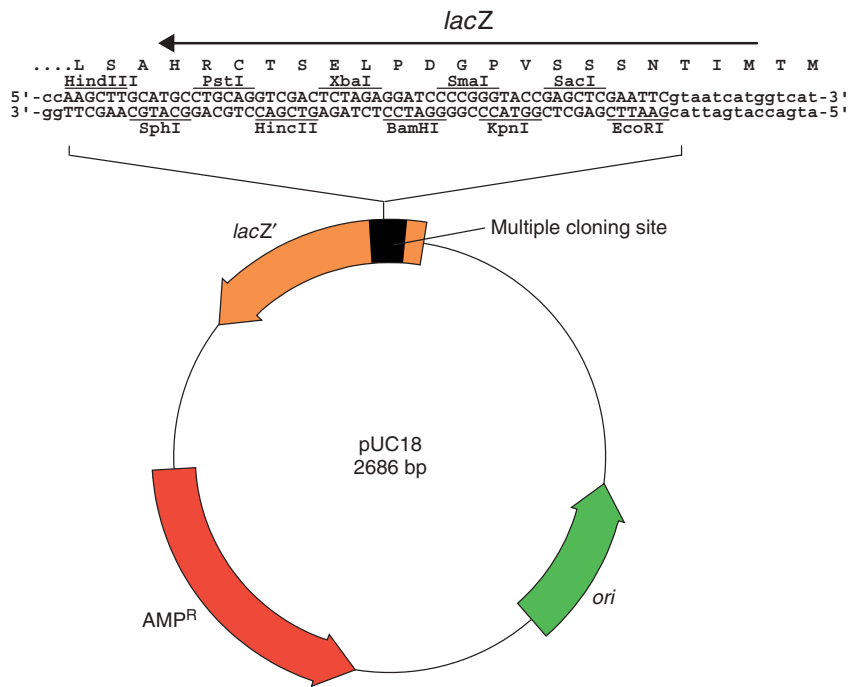 lacZ
....L S A H R C T S E L P D G P V S S S N T I M T M
HindIII PstI XbaI SmaI SacI
5'-ccAAGCTTGCATGCCTGCAGGTCGACTCTAGAGGATCCCCGGGTACCGAGCTCGAATTCgtaatcatggtcat-3'
3'-ggTTCGAACGTACGGACGTCCAGCTGAGATCTCCTAGGGGCCCATGGCTCGAGCTTAAGcattagtaccagta-5'
SphI HincII BamHI KpnI EcoRI
lacZ'
Multiple cloning site
pUC18
2686 bp
AMPᴿ
ori